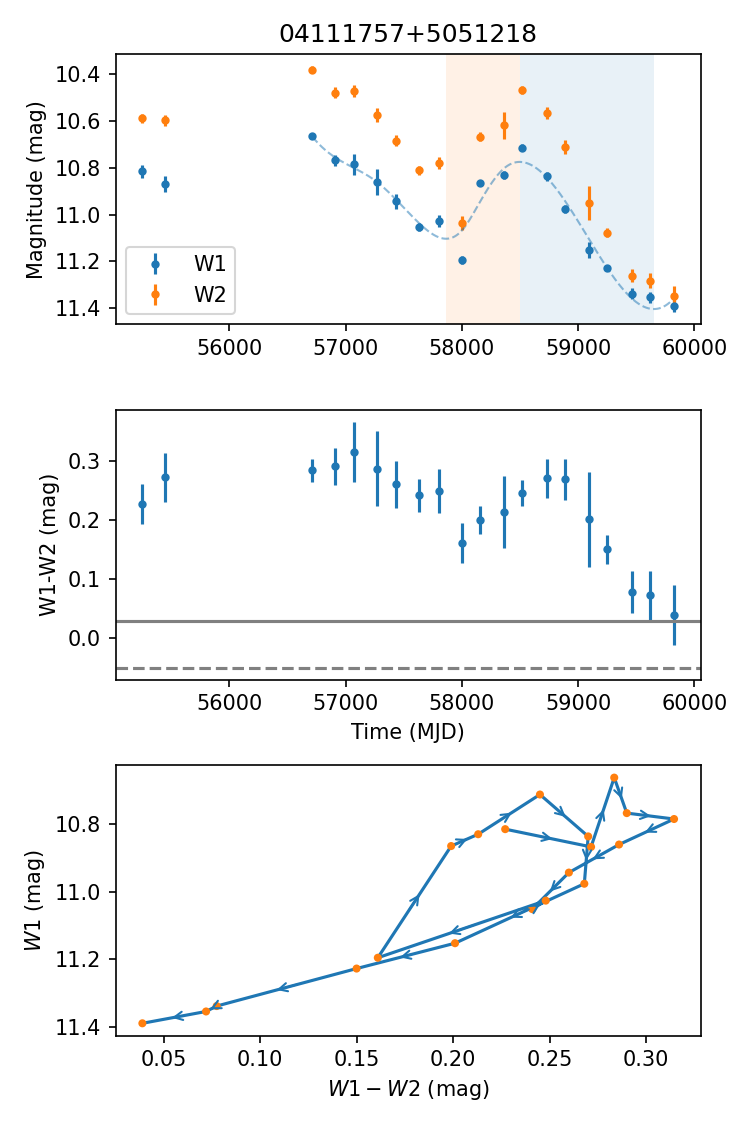 04111757+5051218
10.4
10.6
10.8
11.0
11.2
11.4
Magnitude (mag)
W1
W2
56000 57000 58000 59000 60000
0.3
0.2
0.1
0.0
W1-W2 (mag)
56000 57000 58000 59000 60000
Time (MJD)
10.8
11.0
11.2
11.4
W1 (mag)
0.05 0.10 0.15 0.20 0.25 0.30
W1 − W2 (mag)